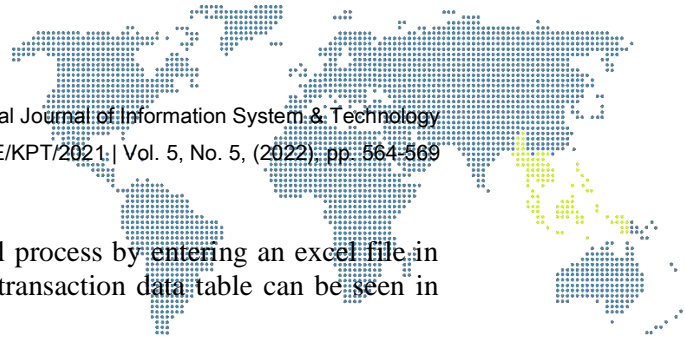 al Journal of Information System & Technology
E/KPT/2021 | Vol. 5, No. 5, (2022), pp. 564-569
l process by entering an excel file in
transaction data table can be seen in